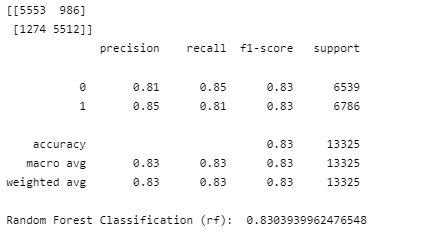 [[5553  986]
 [1274 5512]]
              precision    recall  f1-score   support

           0       0.81      0.85      0.83      6539
           1       0.85      0.81      0.83      6786

    accuracy                           0.83     13325
   macro avg       0.83      0.83      0.83     13325
weighted avg       0.83      0.83      0.83     13325

Random Forest Classification (rf):  0.8303939962476548